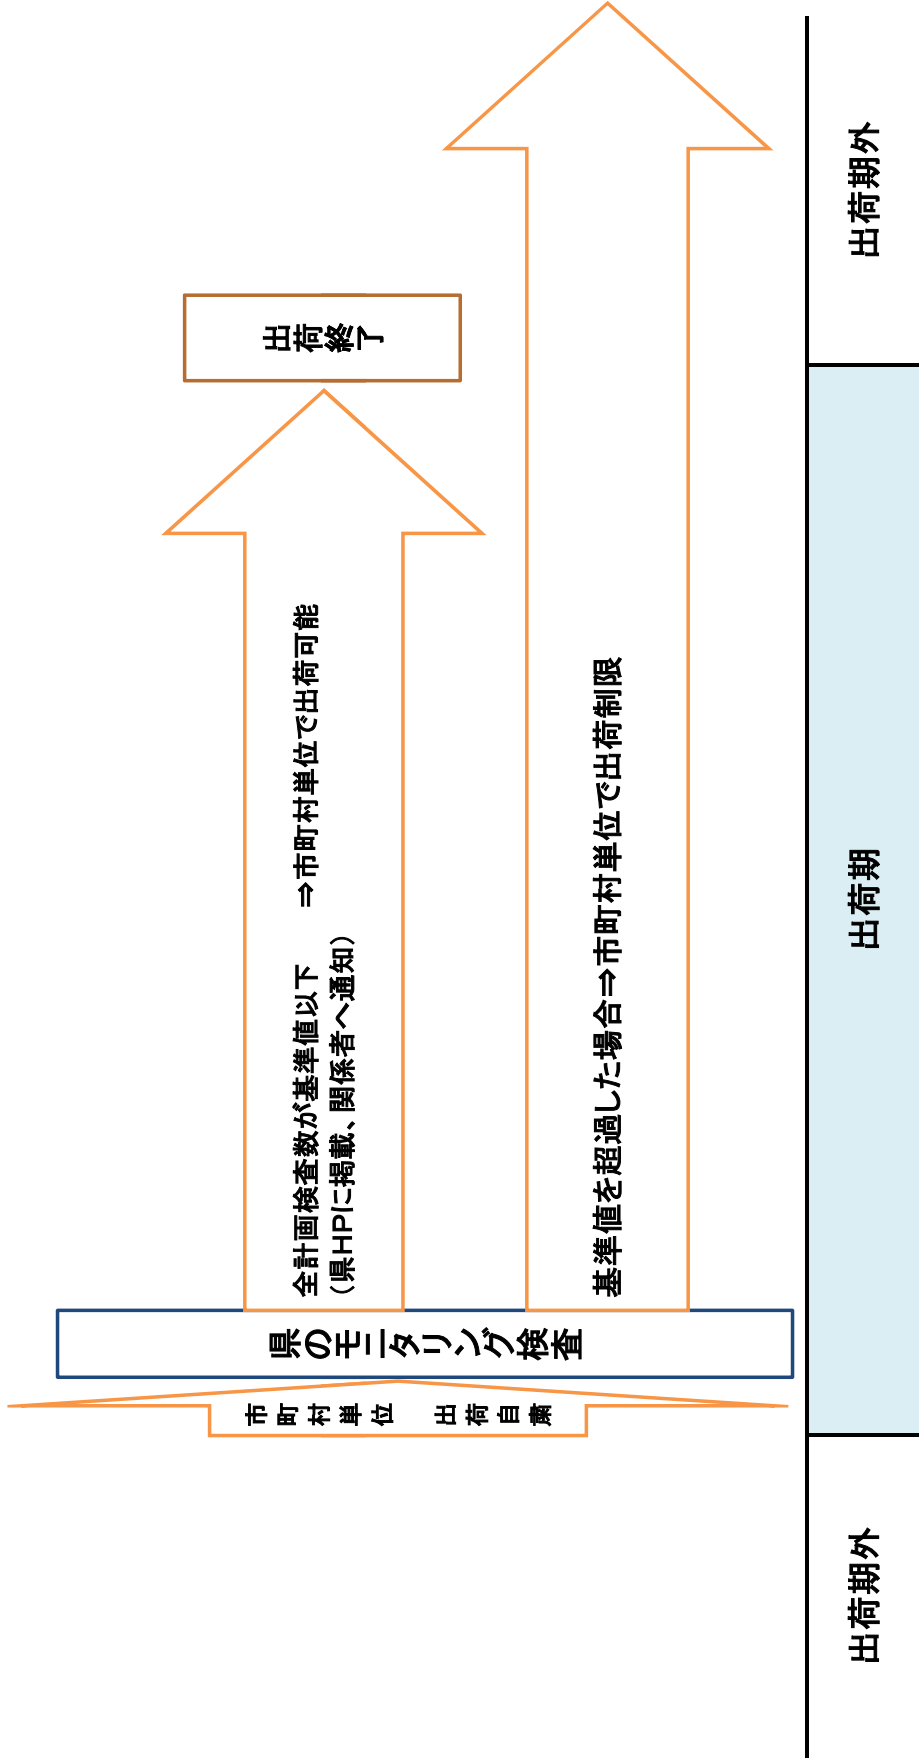 市町村単位　出荷自粛
県のモニタリング検査
全計画検査数が基準値以下　⇒市町村単位で出荷可能
（県HPに掲載、関係者へ通知）
出荷終了
基準値を超過した場合⇒市町村単位で出荷制限
出荷期外
出荷期
出荷期外